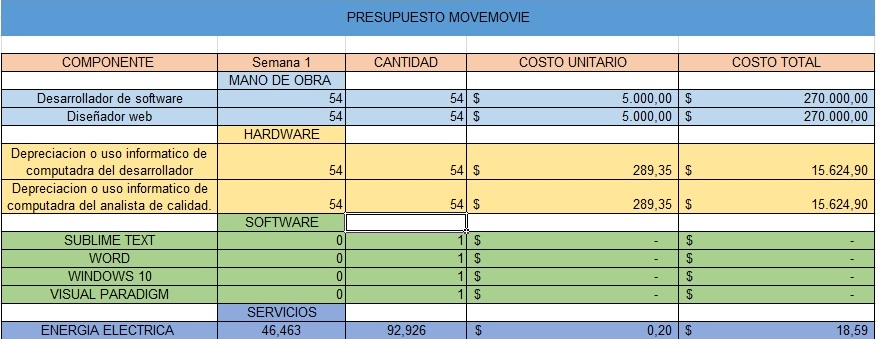 PRESUPUESTO MOVEMOVIE
COMPONENTE Semana 1 CANTIDAD COSTO UNITARIO COSTO TOTAL
MANO DE OBRA
Desarrollador de software 54 54 $ 5.000,00 $ 270.000,00
Diseñador web 54 54 $ 5.000,00 $ 270.000,00
HARDWARE
Depreciacion o uso informatico de
computadra del desarrollador 54 54 $ 289,35 $ 15.624,90
Depreciacion o uso informatico de
computadra del analista de calidad. 54 54 $ 289,35 $ 15.624,90
SOFTWARE
SUBLIME TEXT 0 1 $ - $ -
WORD 0 1 $ - $ -
WINDOWS 10 0 1 $ - $ -
VISUAL PARADIGM 0 1 $ - $ -
SERVICIOS
ENERGIA ELECTRICA 46,463 92,926 $ 0,20 $ 18,59